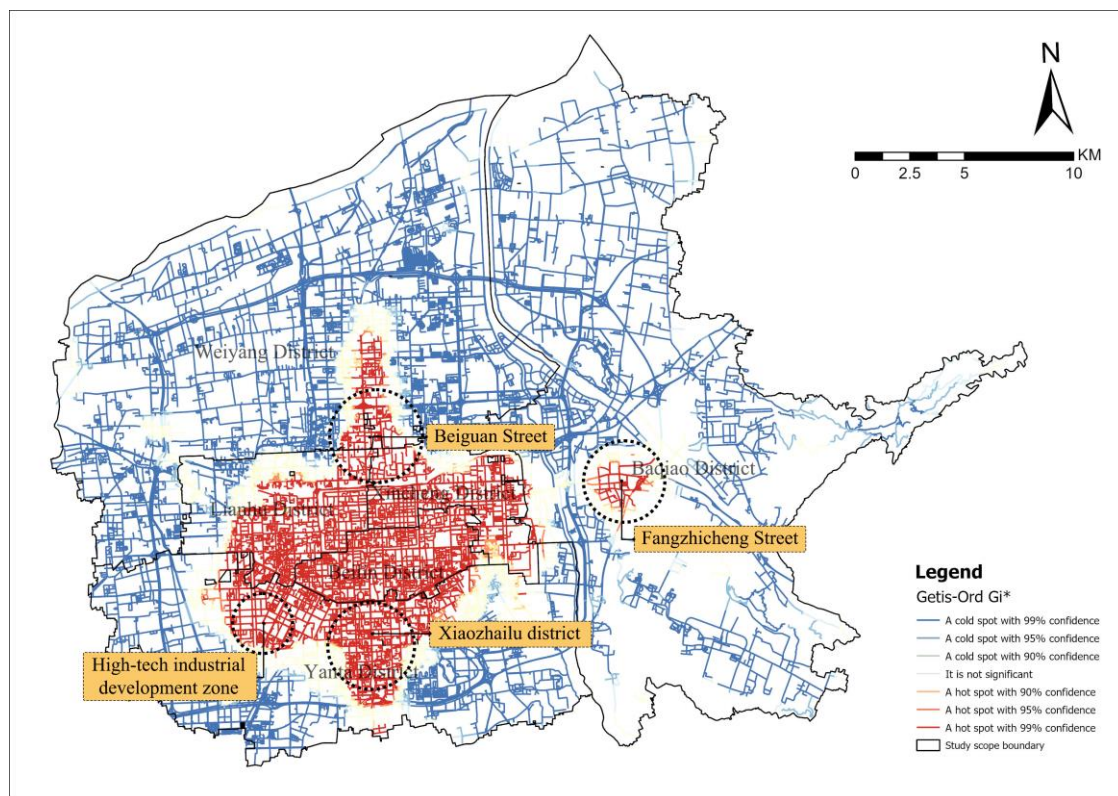 N
KM
0 2.5 5 10
Weiyang District
Beiguan Street
Baqiao District
Xincheng District
Lianhu District
Fangzhicheng Street
Beilin District
Xiaozhailu district
Yanta District
High-tech industrial
development zone
Legend
Getis-Ord Gi*
A cold spot with 99% confidence
A cold spot with 95% confidence
A cold spot with 90% confidence
It is not significant
A hot spot with 90% confidence
A hot spot with 95% confidence
A hot spot with 99% confidence
Study scope boundary